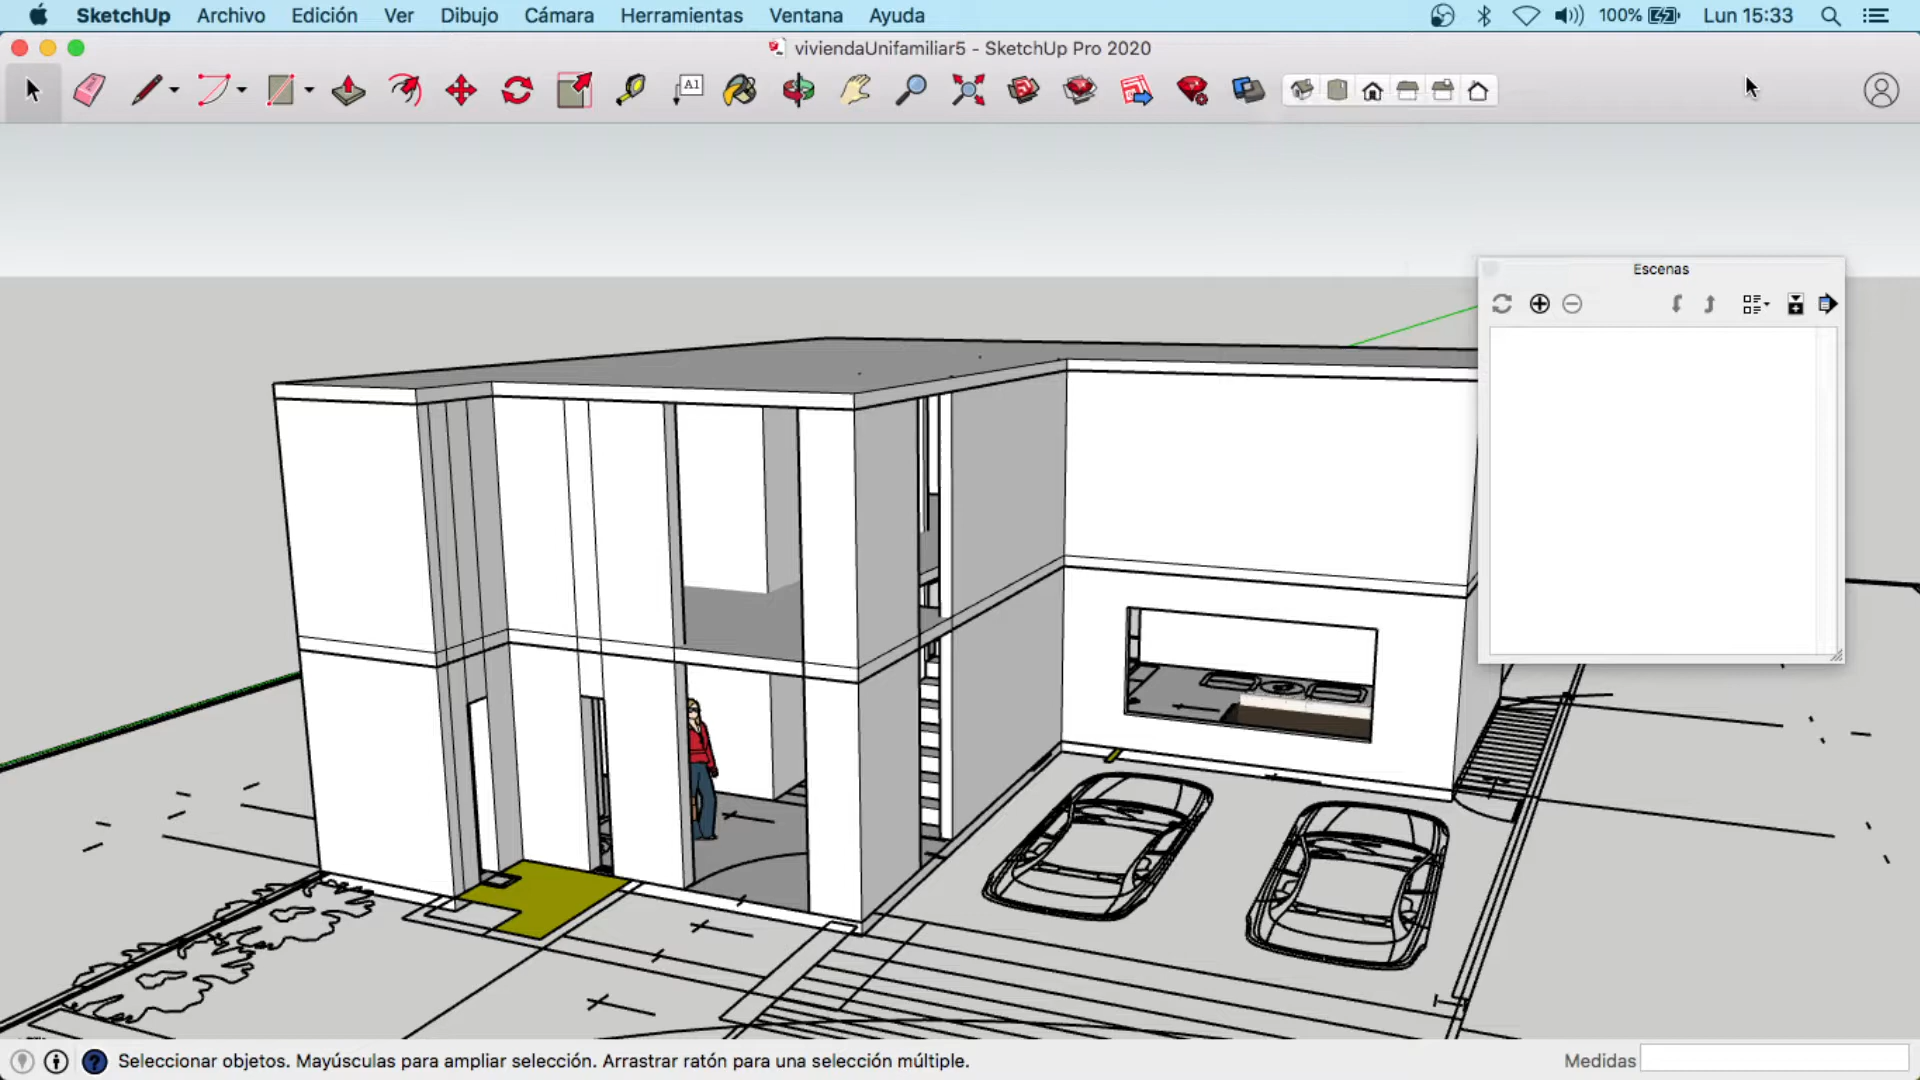 SketchUp Archivo Edición Ver Dibujo Cámara Herramientas Ventana Ayuda 100% Lun 15:33
viviendaUnifamiliar5 - SketchUp Pro 2020
A1
Escenas
Seleccionar objetos. Mayúsculas para ampliar selección. Arrastrar ratón para una selección múltiple.
Medidas